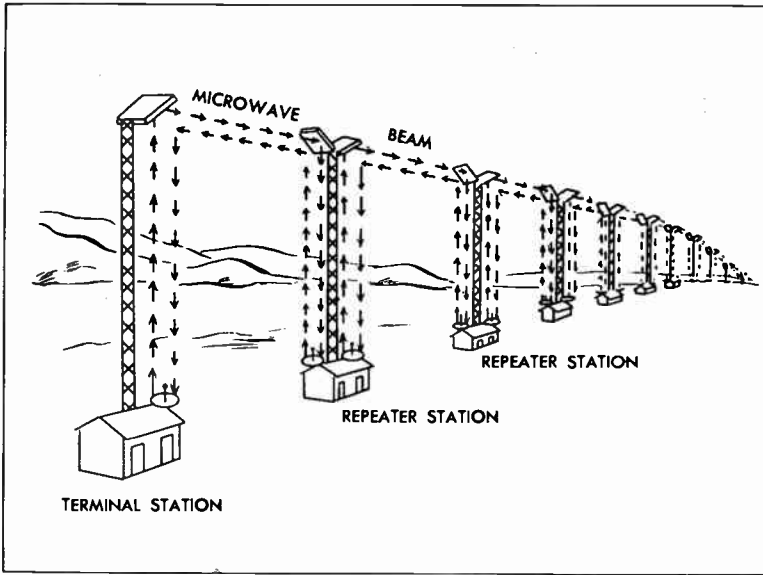 MICROWAVE
BEAM
REPEATER STATION
REPEATER STATION
TERMINAL STATION